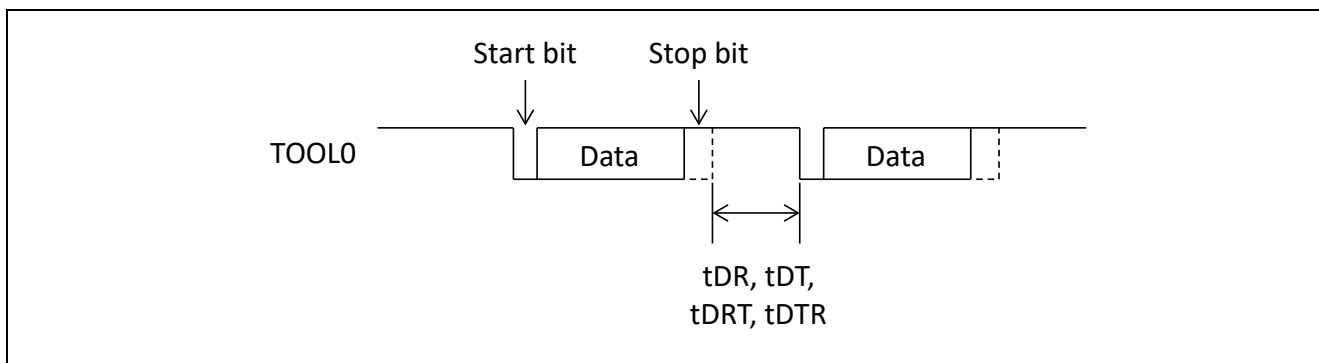 Start bit
Stop bit
TOOL0
Data
Data
tDR, tDT,
tDRT, tDTR